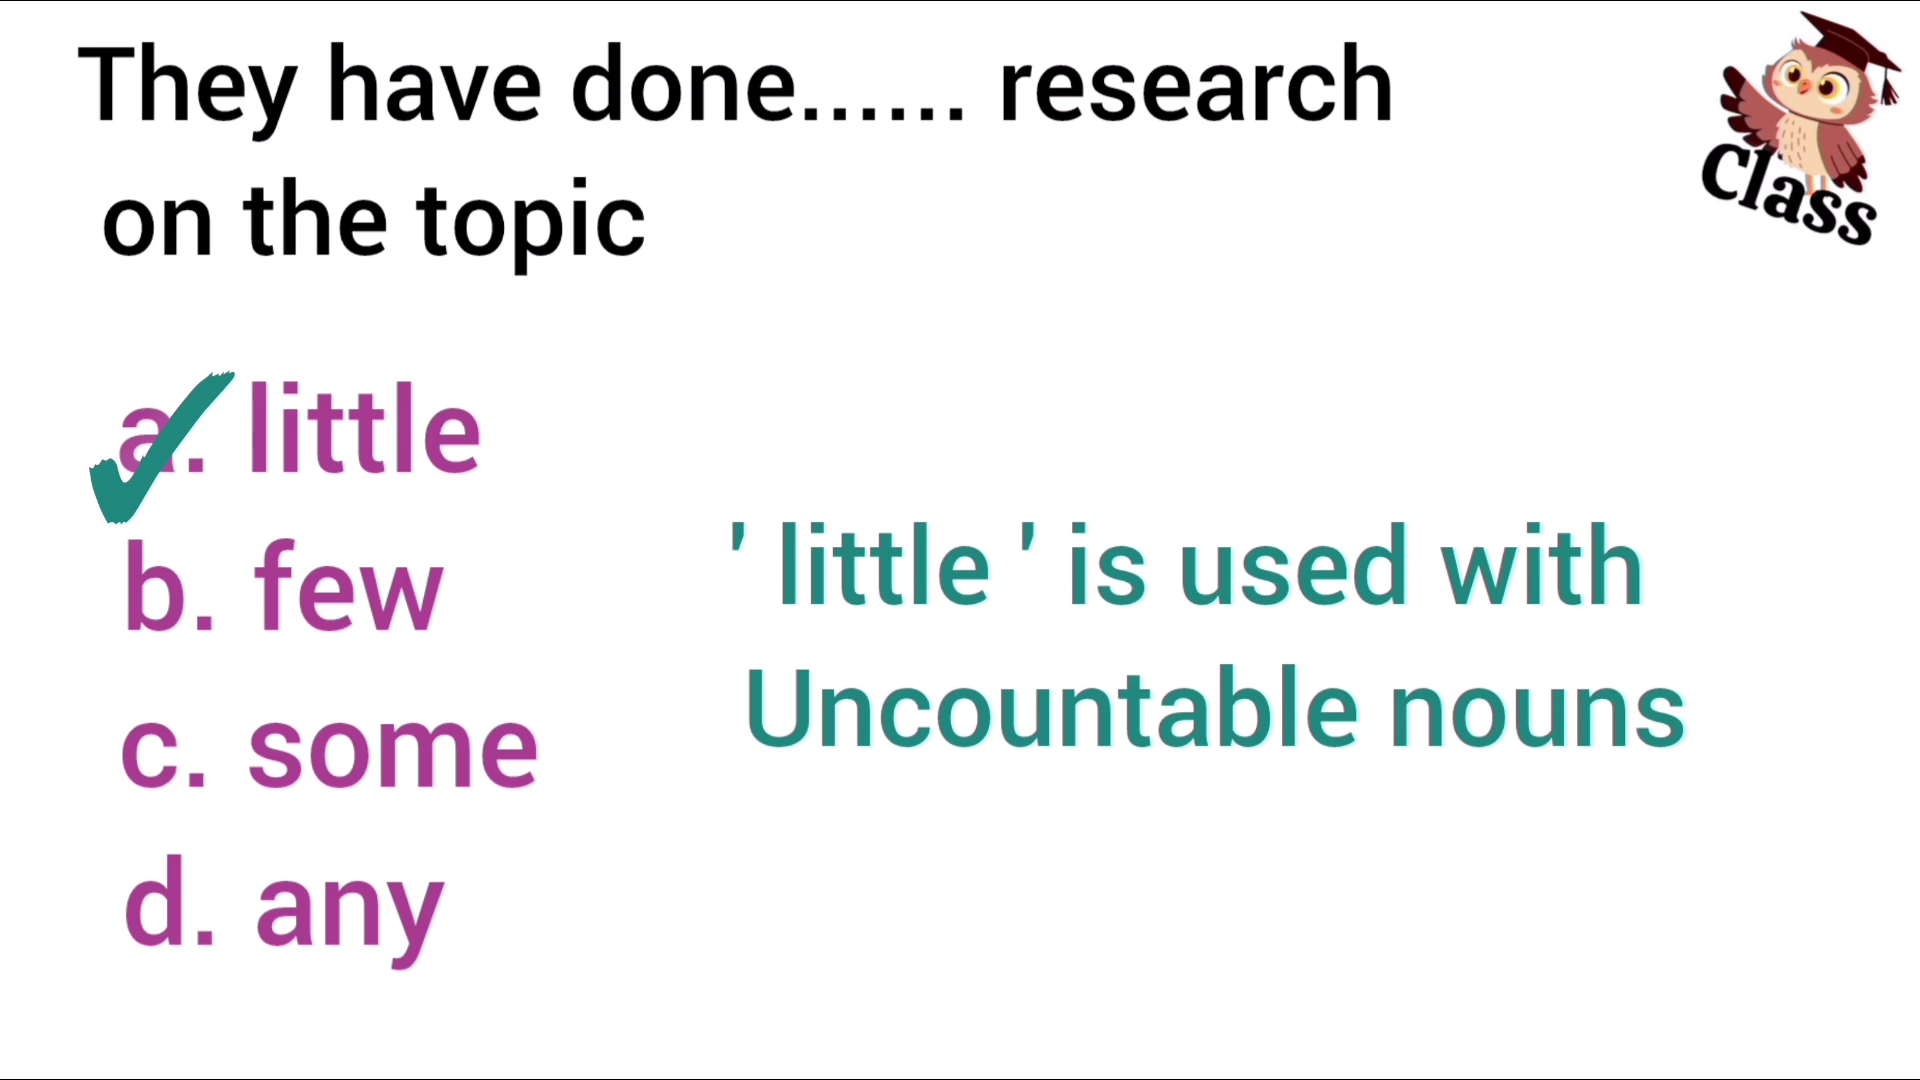 They have done...... research
on the topic
Class
a. little
b. few
c. some
d. any
' little ' is used with
Uncountable nouns